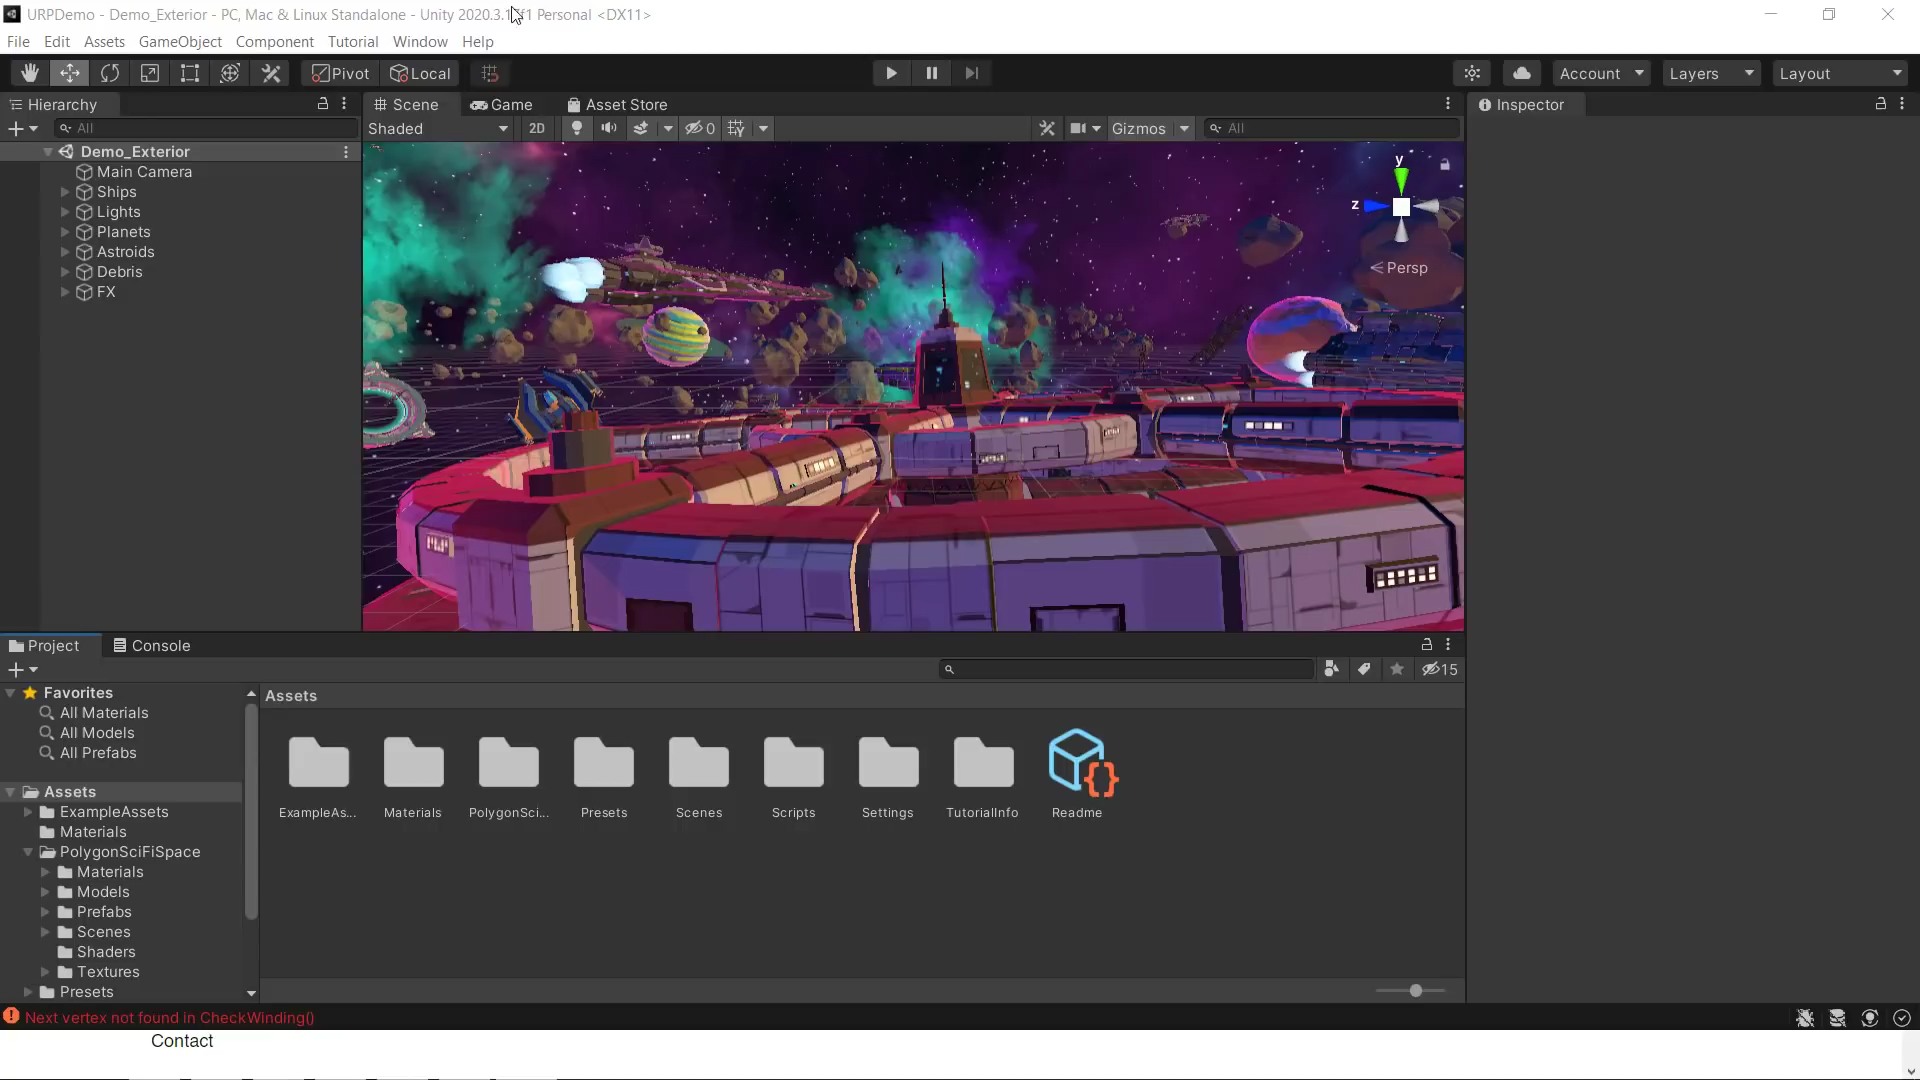 URPDemo - Demo_Exterior - PC, Mac & Linux Standalone - Unity 2020.3. f1 Personal <DX11>
File Edit Assets GameObject Component Tutorial Window Help
Pivot Local Account Layers Layout
Hierarchy
All
Demo_Exterior
Main Camera
Ships
Lights
Planets
Astroids
Debris
FX
Scene Game Asset Store
Shaded 2D 0 Gizmos All
y
z
Persp
Inspector
Project Console
15
Favorites
All Materials
All Models
All Prefabs
Assets
ExampleAssets
Materials
PolygonSciFiSpace
Materials
Models
Prefabs
Scenes
Shaders
Textures
Presets
Assets
ExampleAs... Materials PolygonSci... Presets Scenes Scripts Settings TutorialInfo Readme
Next vertex not found in CheckWinding()
Contact